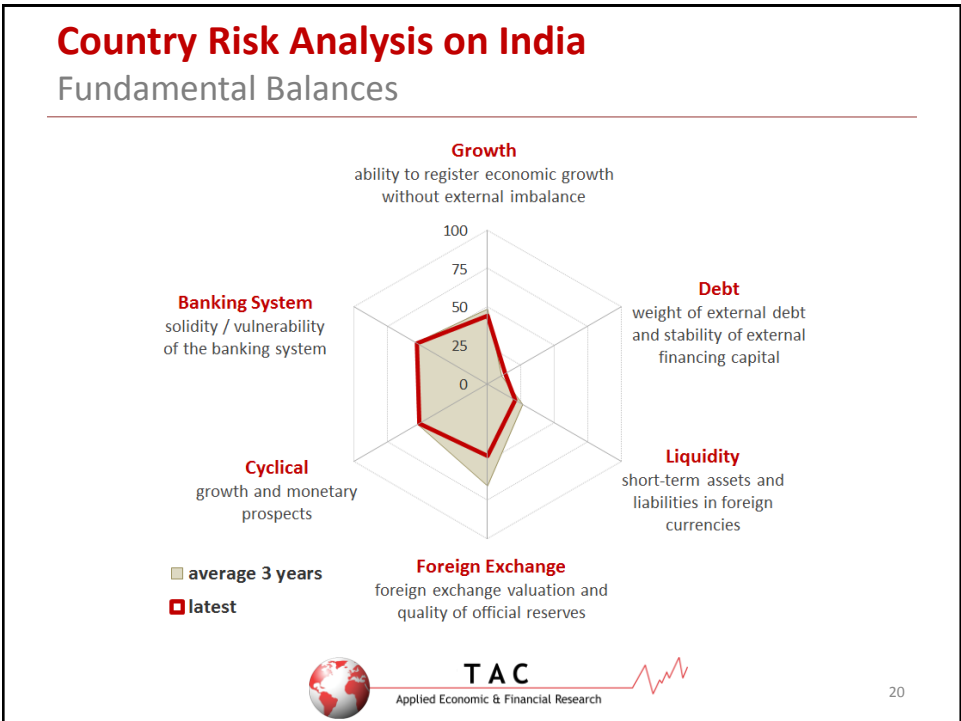 Country Risk Analysis on India
Fundamental Balances
Growth
ability to register economic growth
without external imbalance
100
75
50
25
0
Banking System
solidity / vulnerability
of the banking system
Debt
weight of external debt
and stability of external
financing capital
Cyclical
growth and monetary
prospects
Liquidity
short-term assets and
liabilities in foreign
currencies
Foreign Exchange
foreign exchange valuation and
quality of official reserves
average 3 years
latest
TAC
Applied Economic & Financial Research
20